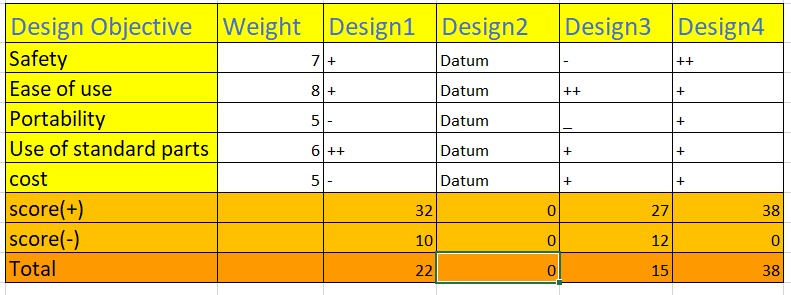 Design Objective Weight Design1 Design2 Design3 Design4
Safety 7 + Datum - ++
Ease of use 8 + Datum ++ +
Portability 5 - Datum _ +
Use of standard parts 6 ++ Datum + +
cost 5 - Datum + +
score(+) 32 0 27 38
score(-) 10 0 12 0
Total 22 0 15 38